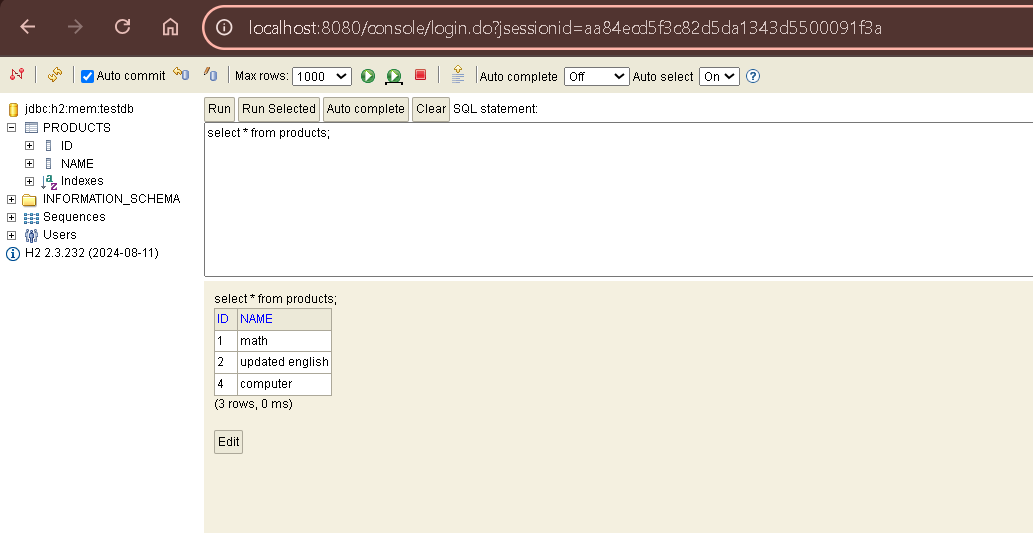 localhost:8080/console/login.do?jsessionid=aa84ecd5f3c82d5da1343d5500091f3a
Auto commit Max rows: 1000 Auto complete Off Auto select On ?
jdbc:h2:mem:testdb
PRODUCTS
ID
NAME
Indexes
INFORMATION_SCHEMA
Sequences
Users
H2 2.3.232 (2024-08-11)
Run Run Selected Auto complete Clear SQL statement:
select * from products;
select * from products;
ID NAME
1 math
2 updated english
4 computer
(3 rows, 0 ms)
Edit